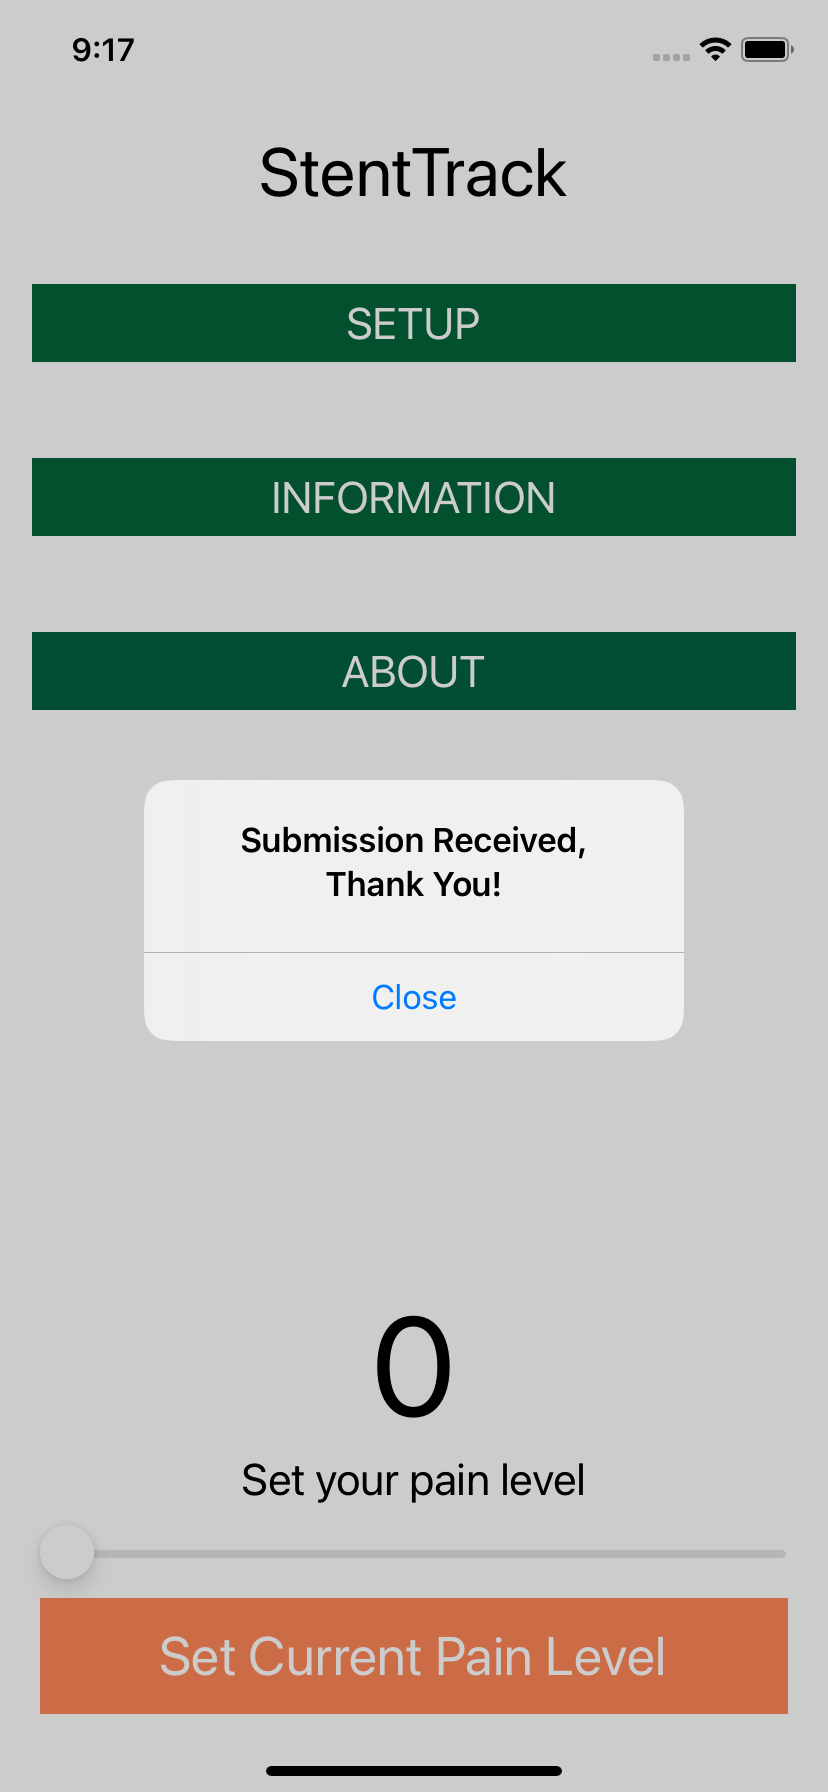 9:17
StentTrack
SETUP
INFORMATION
ABOUT
Submission Received,
Thank You!
Close
0
Set your pain level
Set Current Pain Level